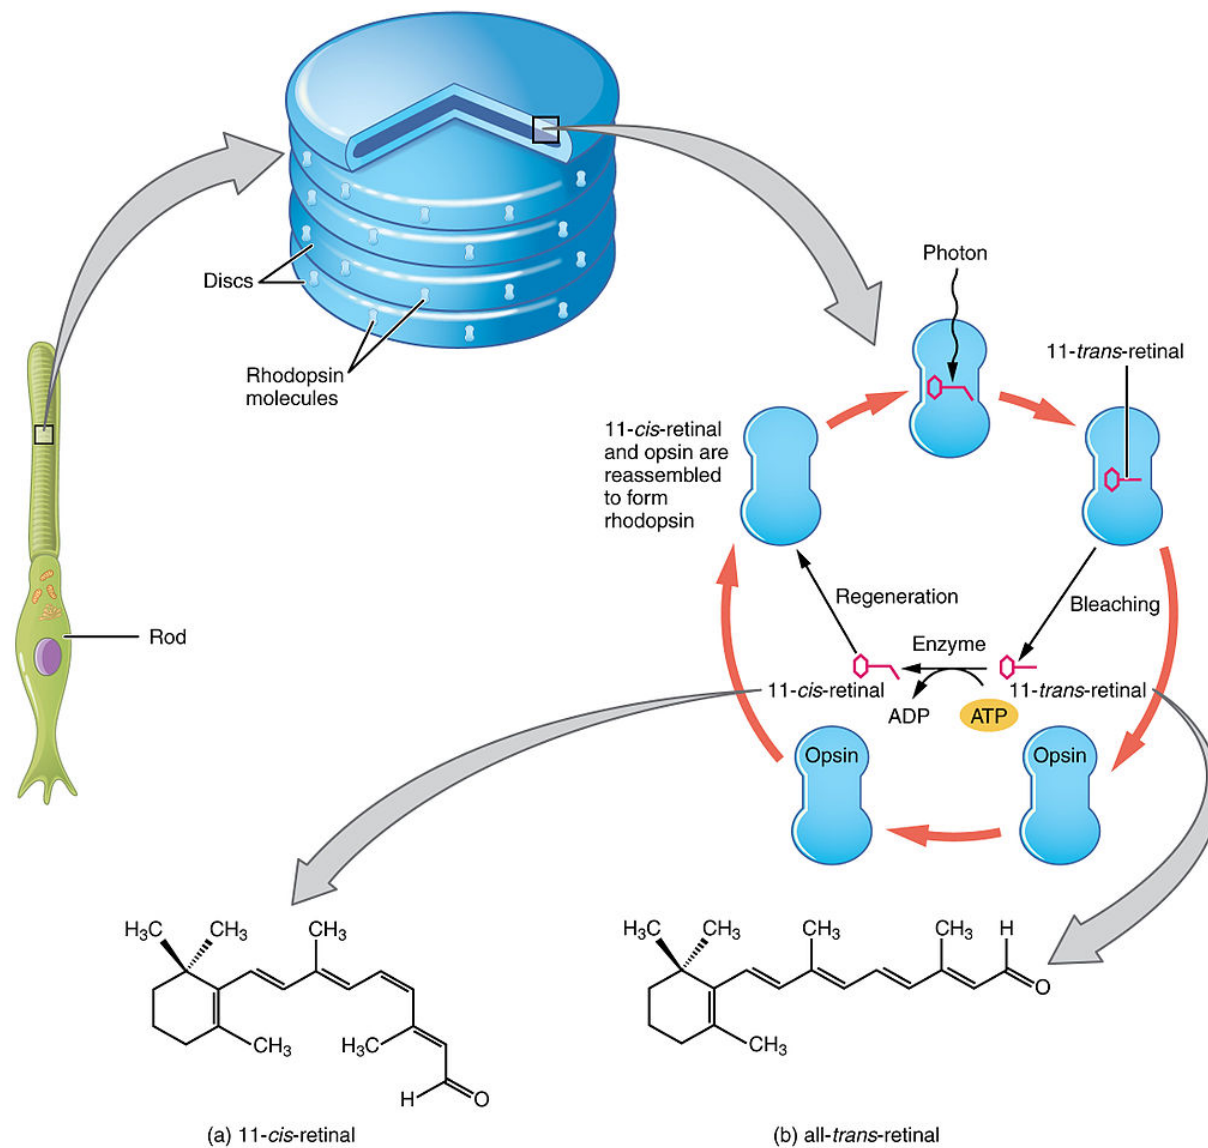 Photon
11-trans-retinal
Discs
Rhodopsin
molecules
11-cis-retinal
and opsin are
reassembled
to form
rhodopsin
Regeneration
Bleaching
Rod
Enzyme
11-cis-retinal
11-trans-retinal
ADP
ATP
Opsin
Opsin
H₃C
CH₃
CH₃
CH₃
H₃C
H
O
(a) 11-cis-retinal
H₃C
CH₃
CH₃
CH₃
CH₃
H
O
(b) all-trans-retinal